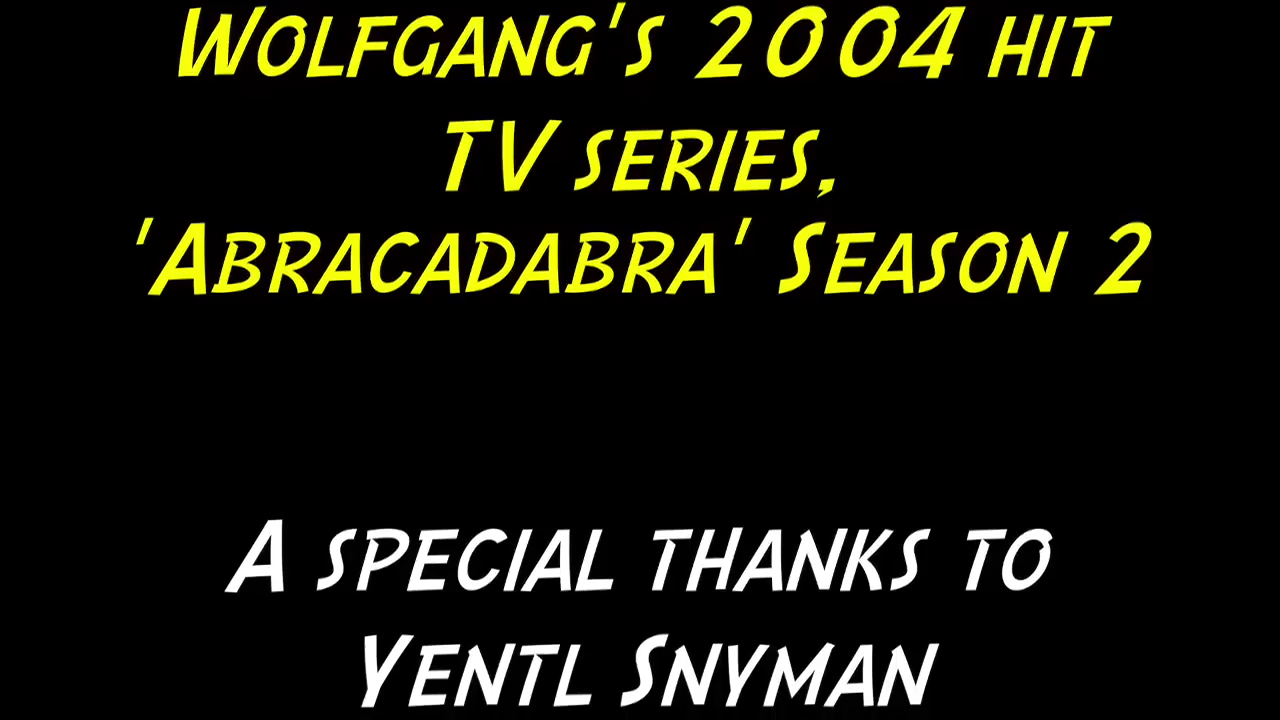 Wolfgang's 2004 hit
TV series,
'Abracadabra' Season 2
A special thanks to
Yentl Snyman